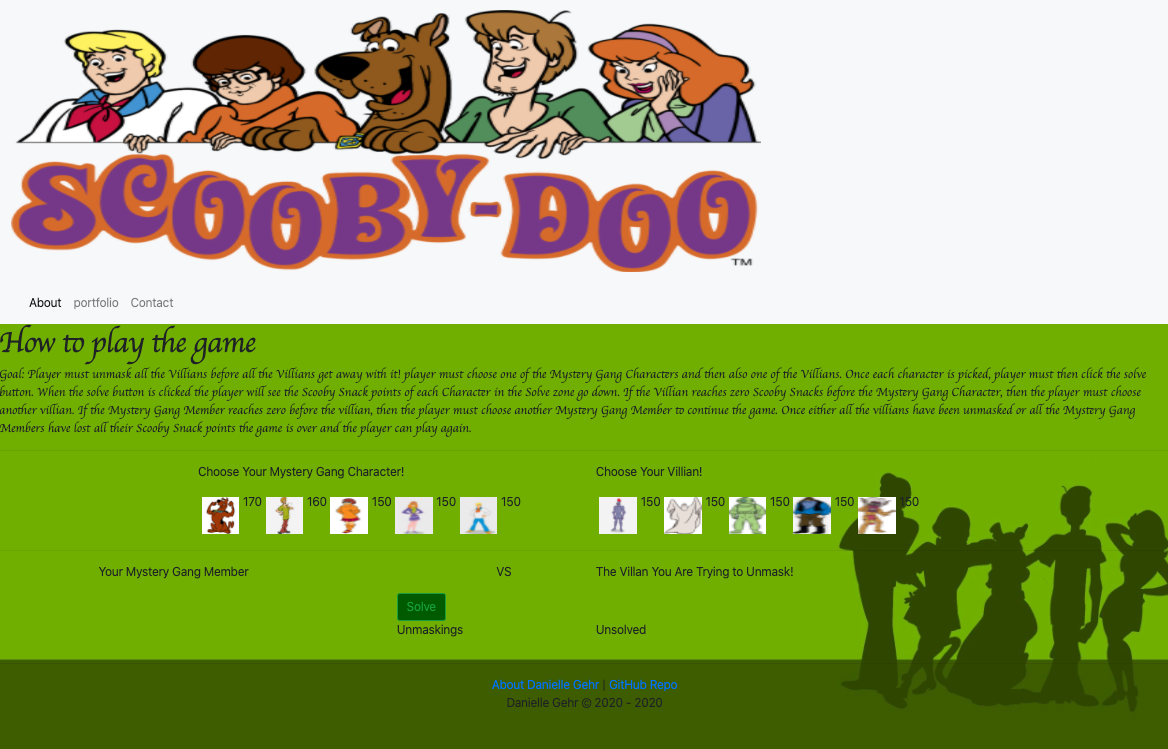 SCOOBY-DOO
TM
About portfolio Contact
How to play the game
Goal: Player must unmask all the Villians before all the Villians get away with it! player must choose one of the Mystery Gang Characters and then also one of the Villians. Once each character is picked, player must then click the solve
button. When the solve button is clicked the player will see the Scooby Snack points of each Character in the Solve zone go down. If the Villian reaches zero Scooby Snacks before the Mystery Gang Character, then the player must choose
another villian. If the Mystery Gang Member reaches zero before the villian, then the player must choose another Mystery Gang Member to continue the game. Once either all the villians have been unmasked or all the Mystery Gang
Members have lost all their Scooby Snack points the game is over and the player can play again.
Choose Your Mystery Gang Character! Choose Your Villian!
170 160 150 150 150 150 150 150 150 150
Your Mystery Gang Member VS The Villan You Are Trying to Unmask!
Solve
Unmaskings Unsolved
About Danielle Gehr | GitHub Repo
Danielle Gehr © 2020 - 2020